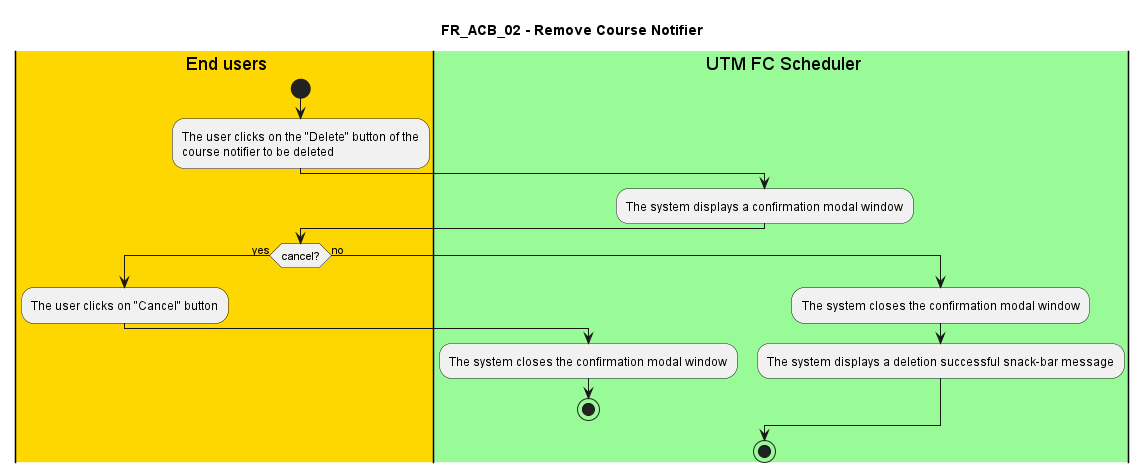 FR_ACB_02 - Remove Course Notifier
End users
UTM FC Scheduler
The user clicks on the "Delete" button of the
course notifier to be deleted
The system displays a confirmation modal window
yes
cancel?
no
The user clicks on "Cancel" button
The system closes the confirmation modal window
The system closes the confirmation modal window
The system displays a deletion successful snack-bar message